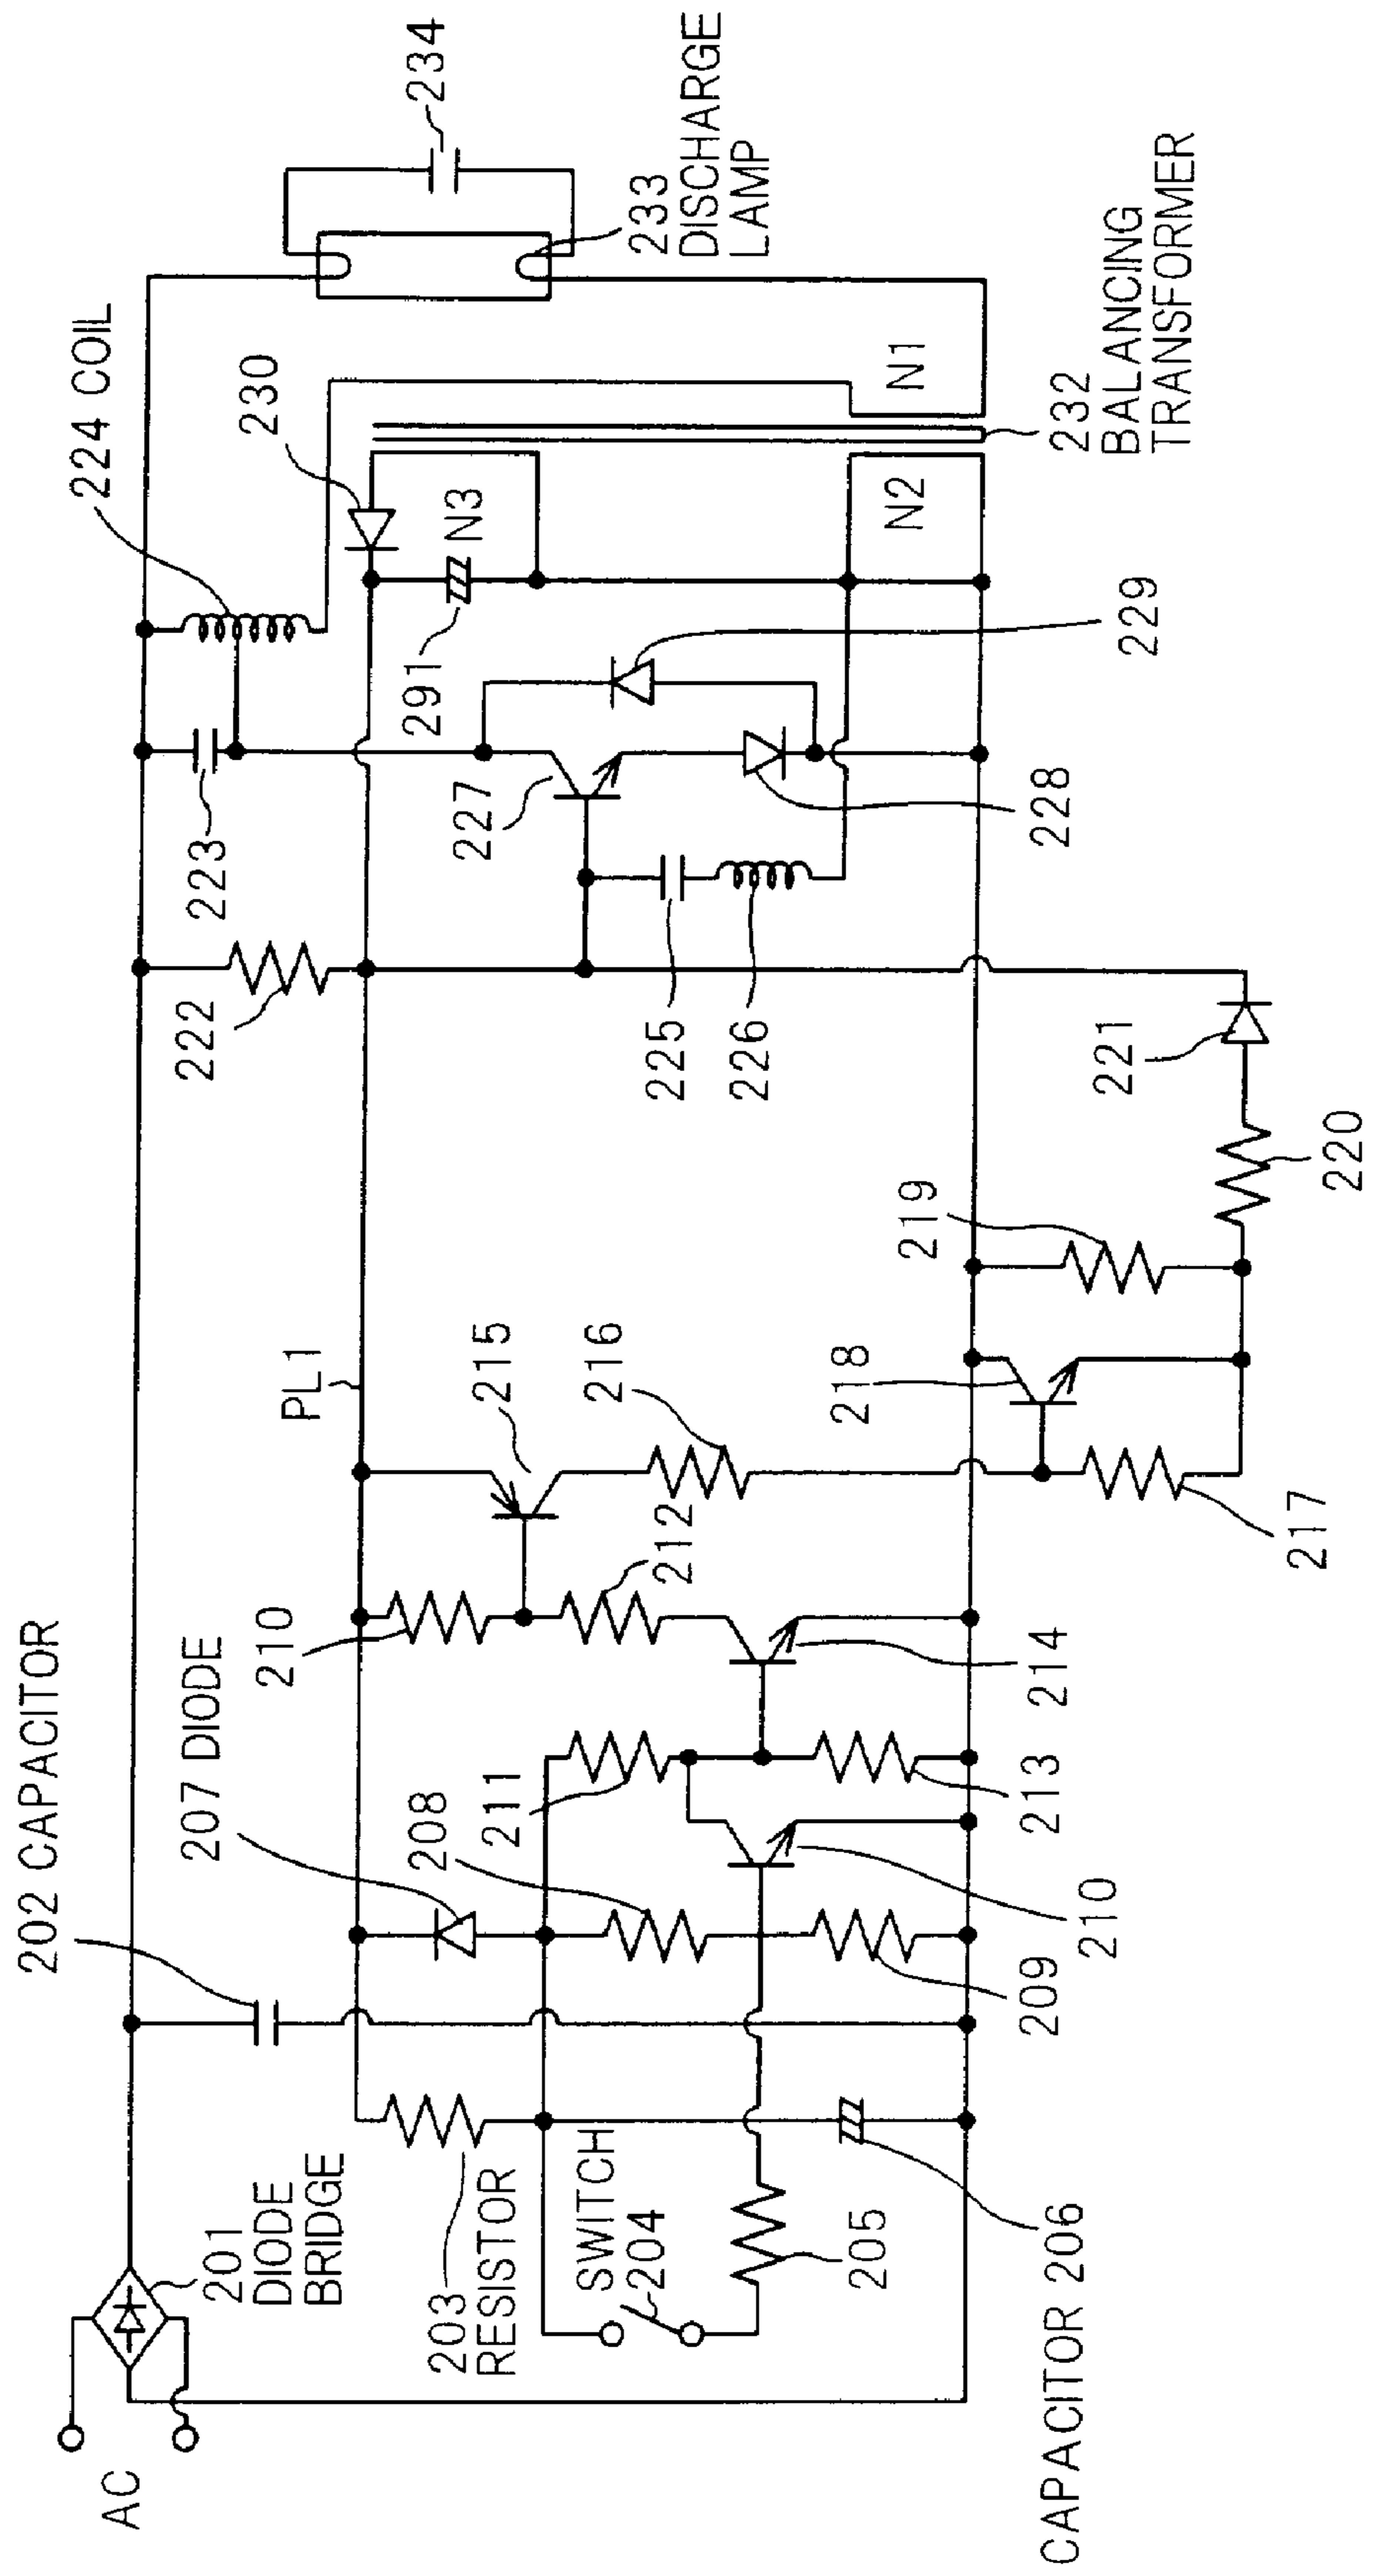 AC
201
DIODE
BRIDGE
202 CAPACITOR
203
RESISTOR
SWITCH
204
205
CAPACITOR 206
207 DIODE
208
209
210
211
210
212
213
214
PL1
215
216
217
218
219
220
221
222
223
224 COIL
225
226
227
228
229
291
230
N3
N2
N1
232
BALANCING
TRANSFORMER
233
DISCHARGE
LAMP
234